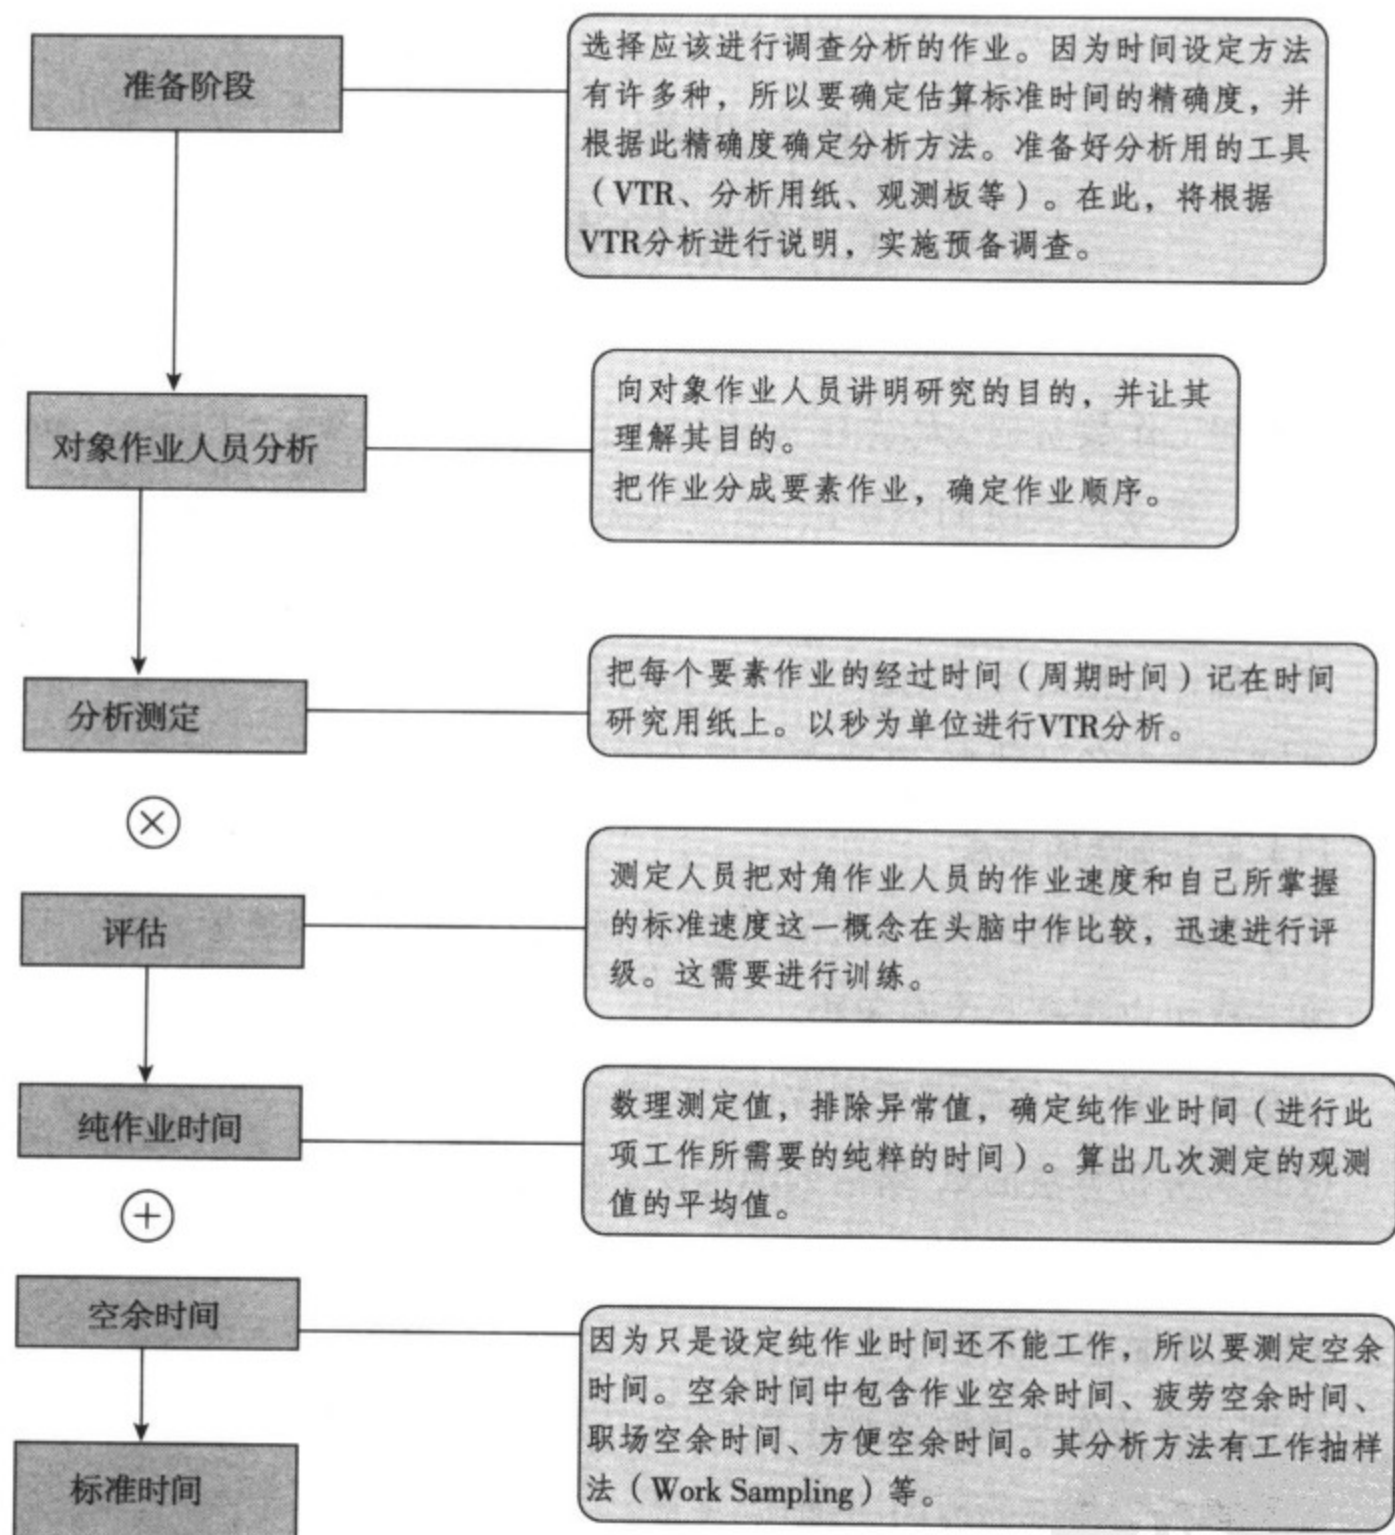 准备阶段
选择应该进行调查分析的作业。因为时间设定方法
有许多种，所以要确定估算标准时间的精确度，并
根据此精确度确定分析方法。准备好分析用的工具
（VTR、分析用纸、观测板等）。在此，将根据
VTR分析进行说明，实施预备调查。
对象作业人员分析
向对象作业人员讲明研究的目的，并让其
理解其目的。
把作业分成要素作业，确定作业顺序。
分析测定
把每个要素作业的经过时间（周期时间）记在时间
研究用纸上。以秒为单位进行VTR分析。
×
评估
测定人员把对角作业人员的作业速度和自己所掌握
的标准速度这一概念在头脑中作比较，迅速进行评
级。这需要进行训练。
纯作业时间
数理测定值，排除异常值，确定纯作业时间（进行此
项工作所需要的纯粹的时间）。算出几次测定的观测
值的平均值。
+
空余时间
因为只是设定纯作业时间还不能工作，所以要测定空余
时间。空余时间中包含作业空余时间、疲劳空余时间、
职场空余时间、方便空余时间。其分析方法有工作抽样
法（Work Sampling）等。
标准时间